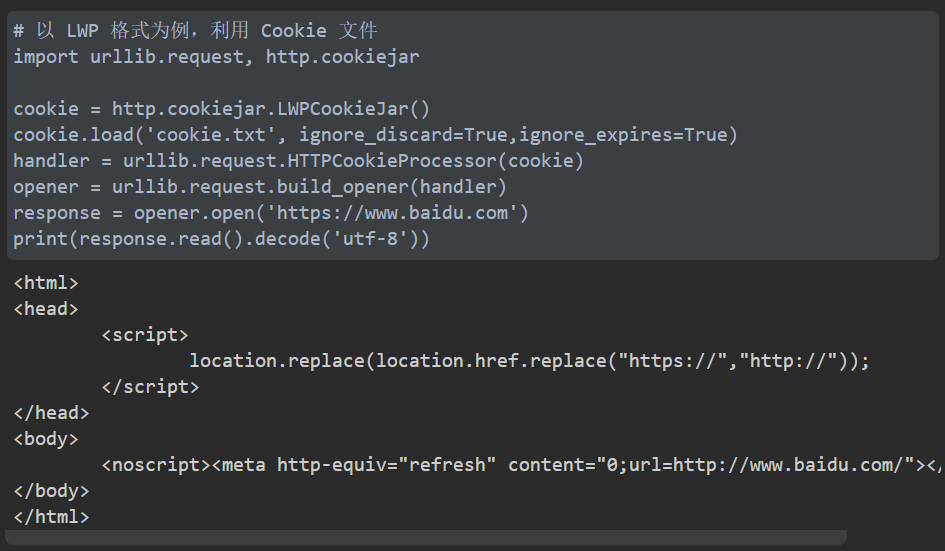 # 以 LWP 格式为例，利用 Cookie 文件
import urllib.request, http.cookiejar
cookie = http.cookiejar.LWPCookieJar()
cookie.load('cookie.txt', ignore_discard=True,ignore_expires=True)
handler = urllib.request.HTTPCookieProcessor(cookie)
opener = urllib.request.build_opener(handler)
response = opener.open('https://www.baidu.com')
print(response.read().decode('utf-8'))
<html>
<head>
<script>
location.replace(location.href.replace("https://","http://"));
</script>
</head>
<body>
<noscript><meta http-equiv="refresh" content="0;url=http://www.baidu.com/"><
</body>
</html>